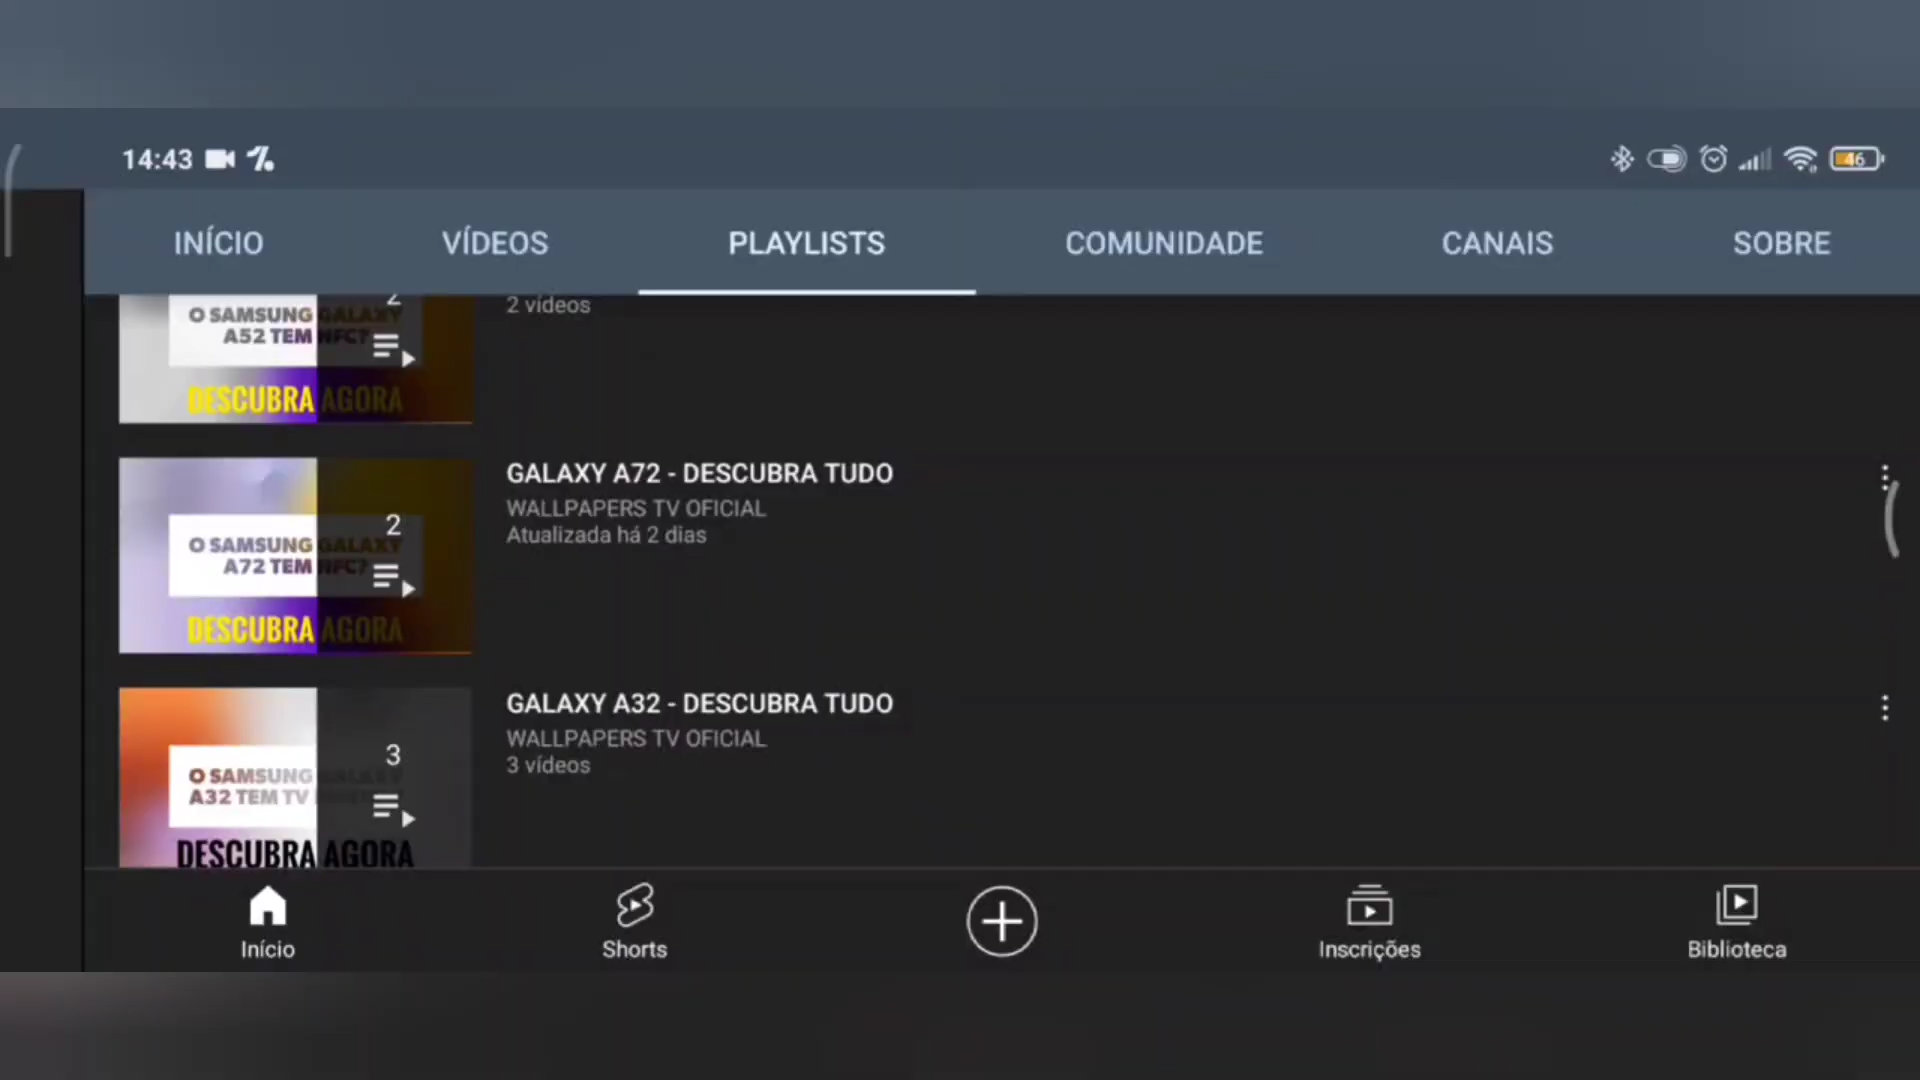 14:43
46
INÍCIO
VÍDEOS
PLAYLISTS
COMUNIDADE
CANAIS
SOBRE
2
O SAMSUNG GALAXY
A52 TEM NFC?
DESCUBRA AGORA
2 vídeos
2
O SAMSUNG GALAXY
A72 TEM NFC?
DESCUBRA AGORA
GALAXY A72 - DESCUBRA TUDO
WALLPAPERS TV OFICIAL
Atualizada há 2 dias
3
O SAMSUNG
A32 TEM TV
DESCUBRA AGORA
GALAXY A32 - DESCUBRA TUDO
WALLPAPERS TV OFICIAL
3 vídeos
Início
Shorts
Inscrições
Biblioteca